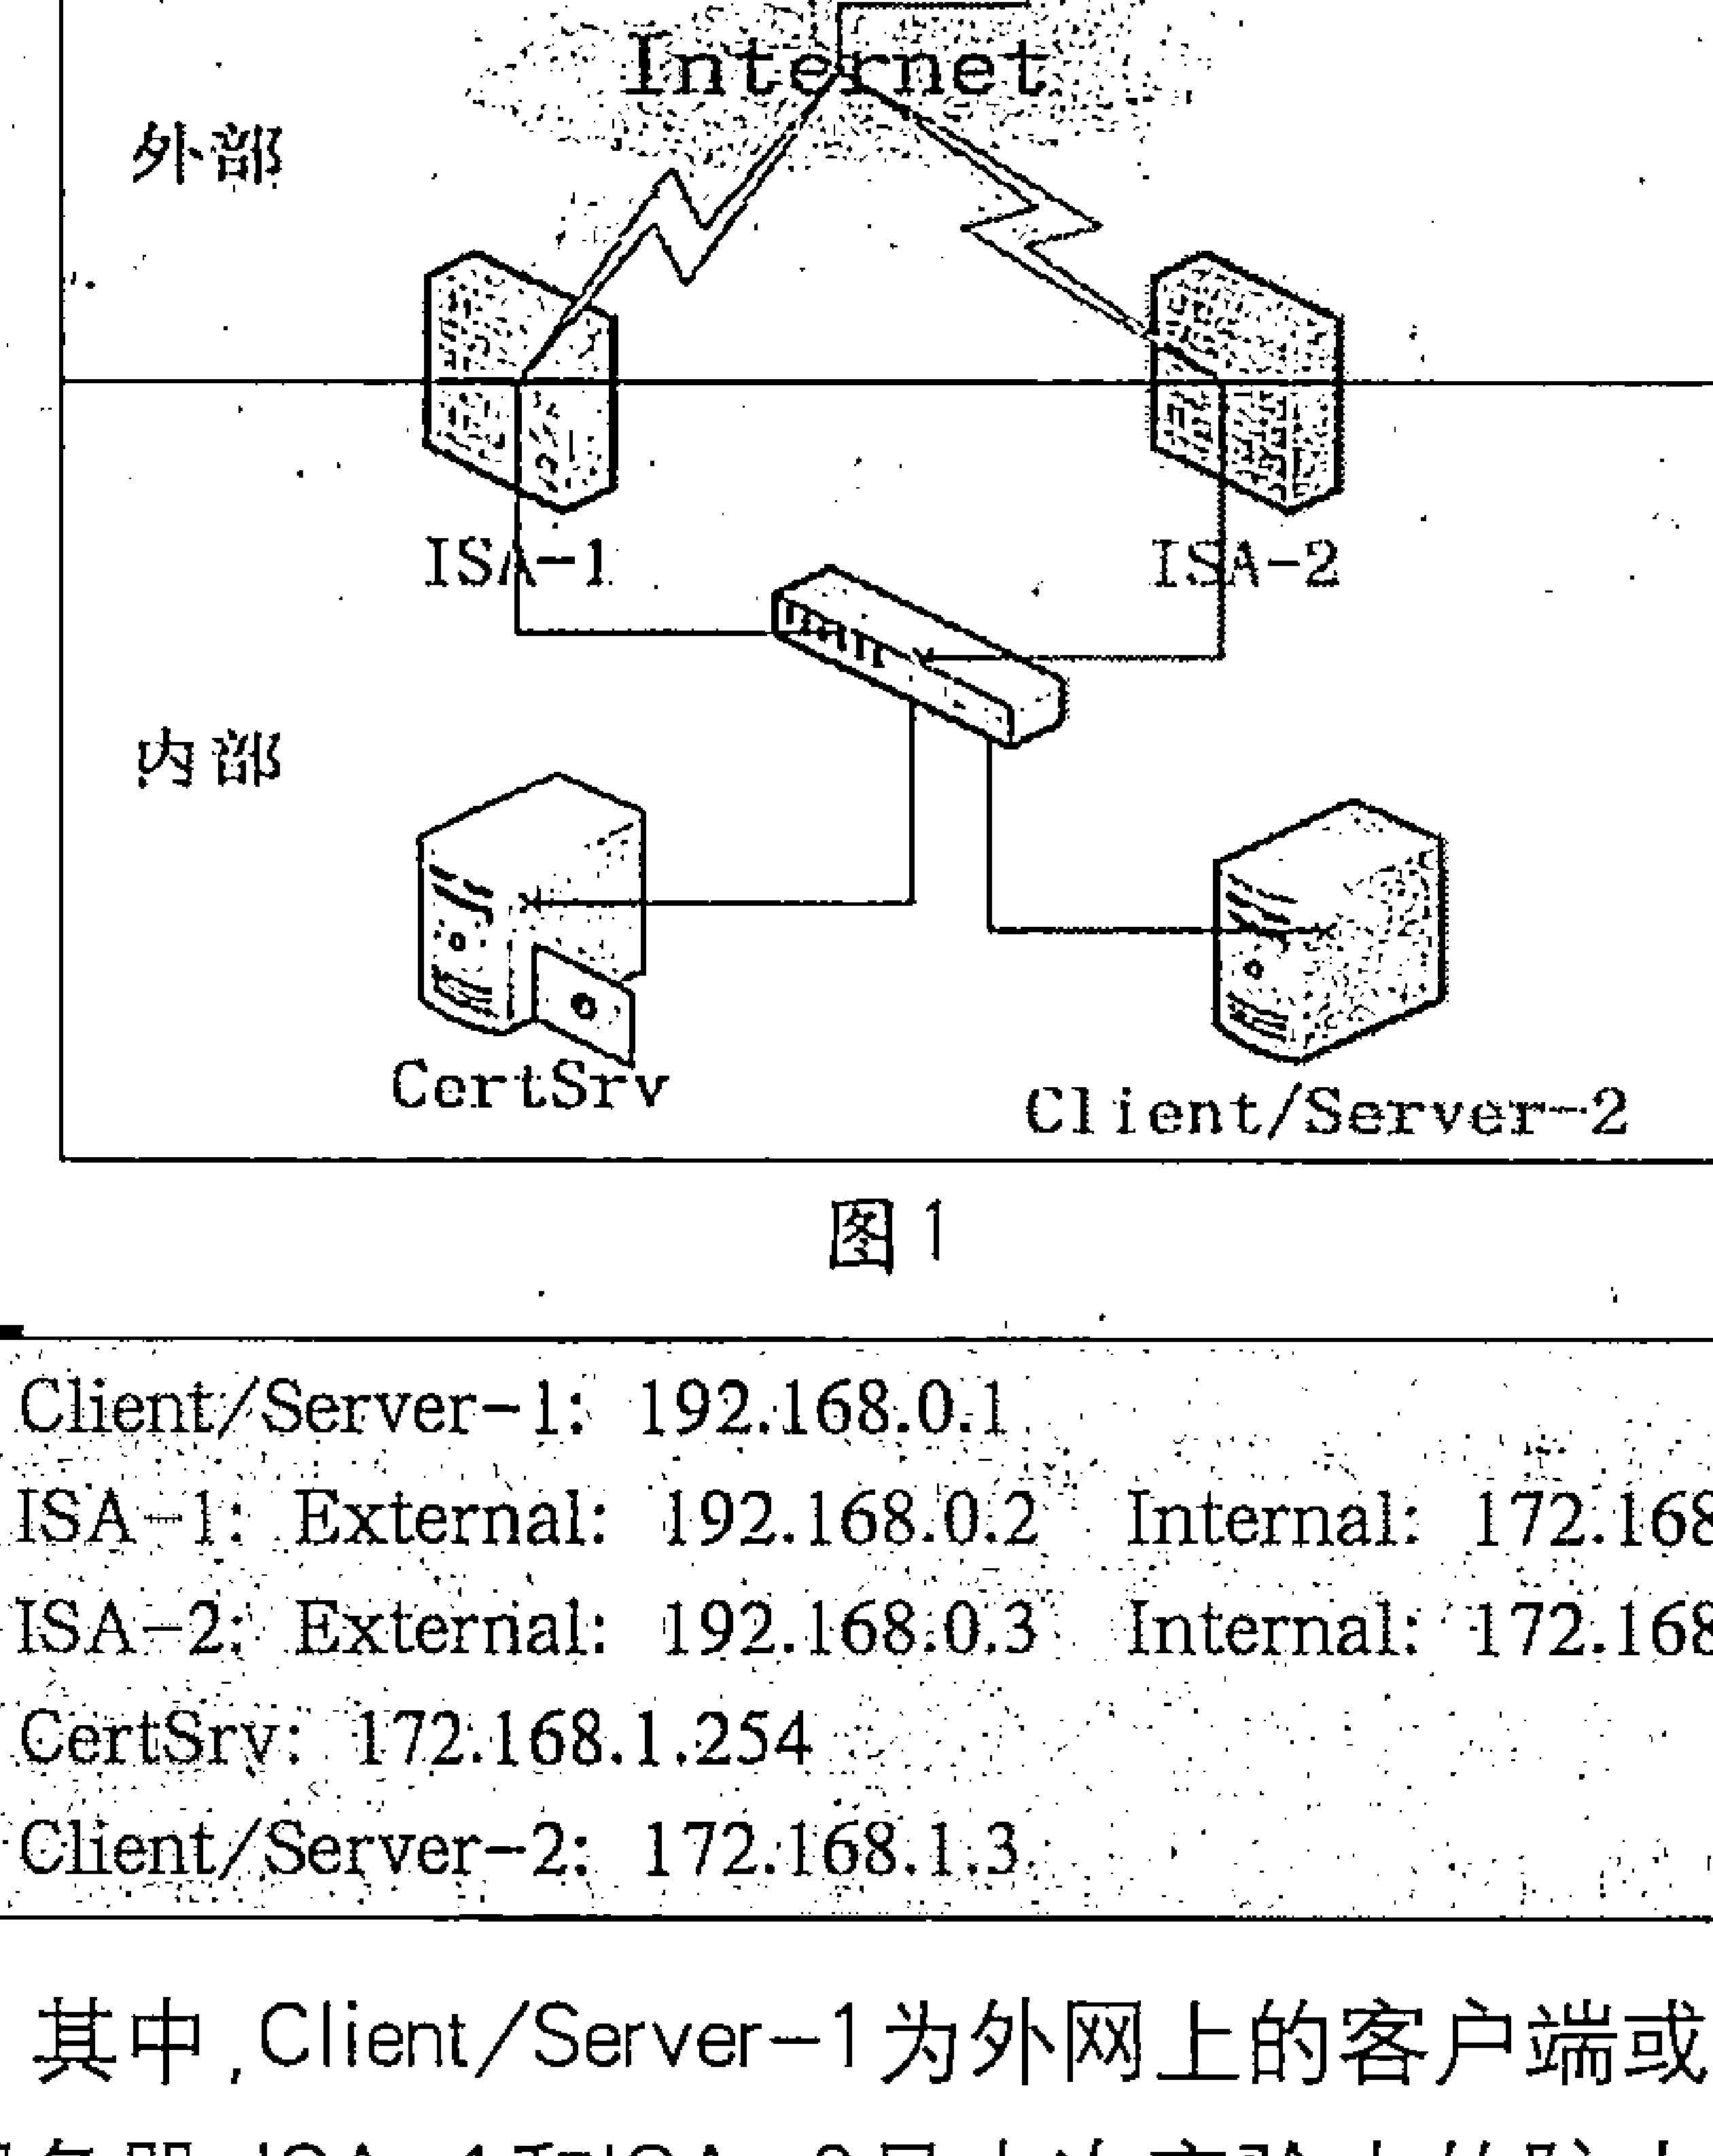 Internet
外部
ISA-1
ISA-2
内部
CertSrv
Client/Server-2
图1
Client/Server-1: 192.168.0.1
ISA-1: External: 192.168.0.2 Internal: 172.168
ISA-2: External: 192.168.0.3 Internal: 172.168
CertSrv: 172.168.1.254
Client/Server-2: 172.168.1.3
其中,Client/Server-1为外网上的客户端或